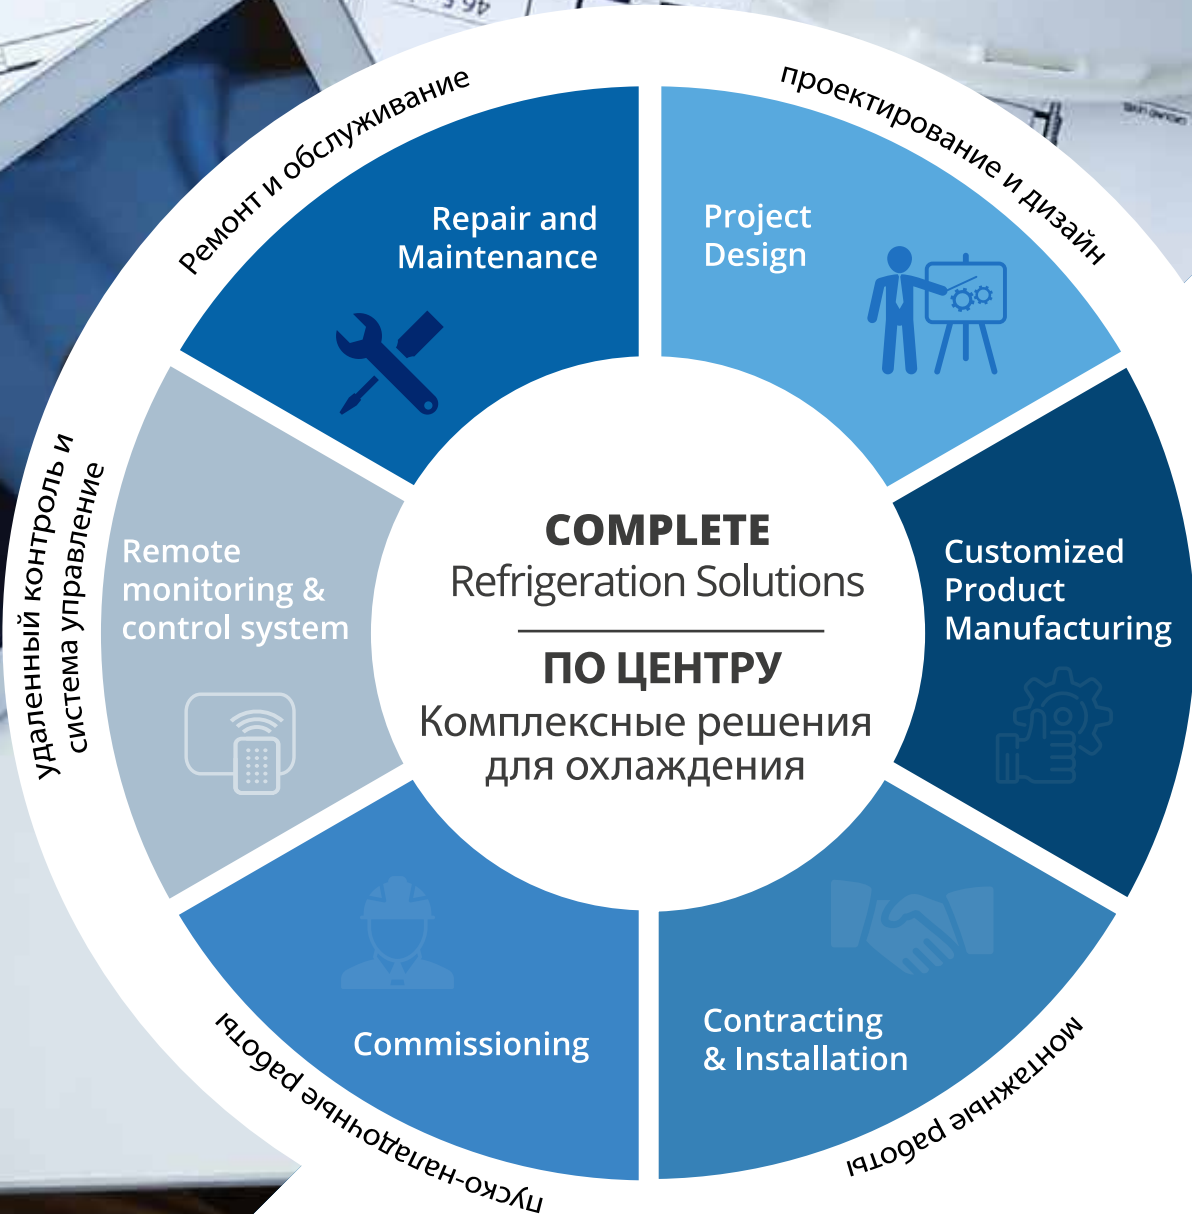 Ремонт и обслуживание
проектирование и дизайн
Repair and
Maintenance
Project
Design
удаленный контроль и
система управление
Remote
monitoring &
control system
COMPLETE
Refrigeration Solutions
ПО ЦЕНТРУ
Комплексные решения
для охлаждения
Customized
Product
Manufacturing
Commissioning
Contracting
& Installation
пуско-наладочные работы
монтажные работы